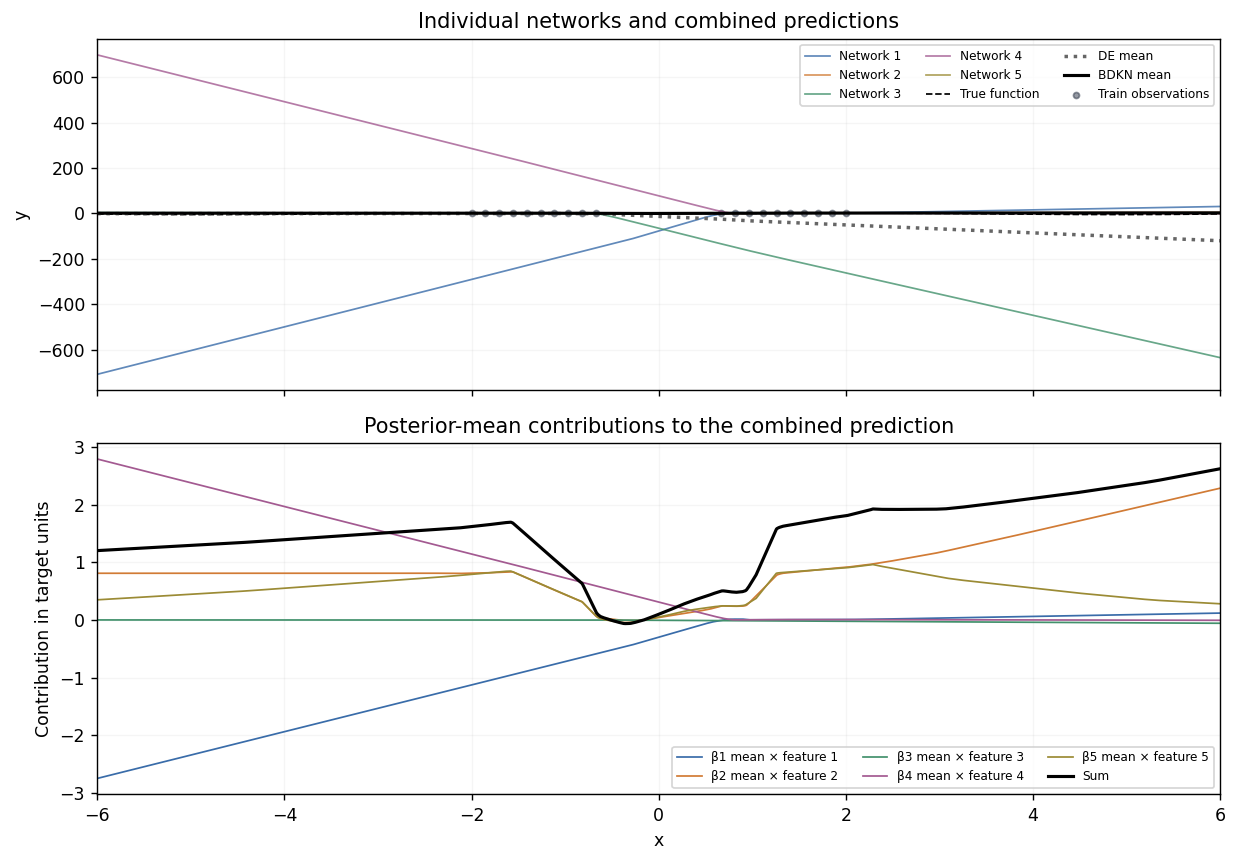 Individual networks and combined predictions
Network 1 Network 4 DE mean
Network 2 Network 5 BDKN mean
Network 3 True function Train observations
600
400
200
0
−200
−400
−600
y
Posterior-mean contributions to the combined prediction
3
2
1
0
−1
−2
−3
Contribution in target units
β1 mean × feature 1 β3 mean × feature 3 β5 mean × feature 5
β2 mean × feature 2 β4 mean × feature 4 Sum
−6 −4 −2 0 2 4 6
x